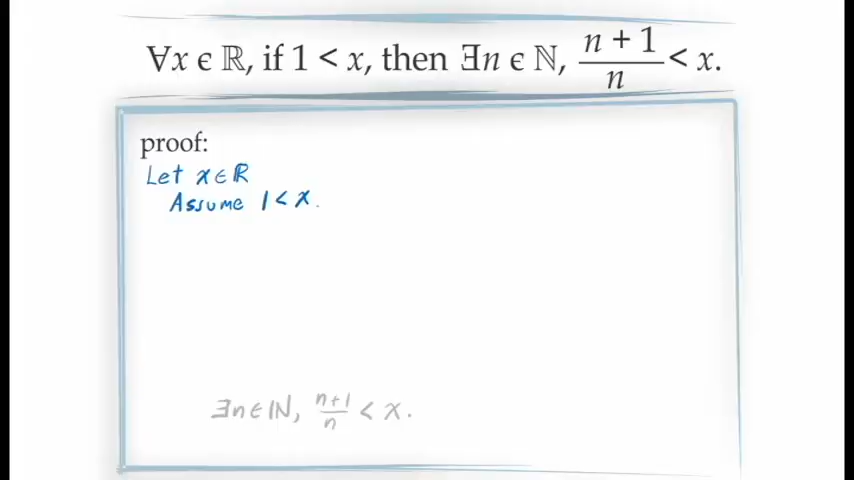 ∀x ϵ ℝ, if 1 < x, then ∃n ϵ ℕ, (n + 1)/n < x.
proof:
Let x ∈ ℝ
Assume 1 < x.
∃n ∈ ℕ, (n+1)/n < x.